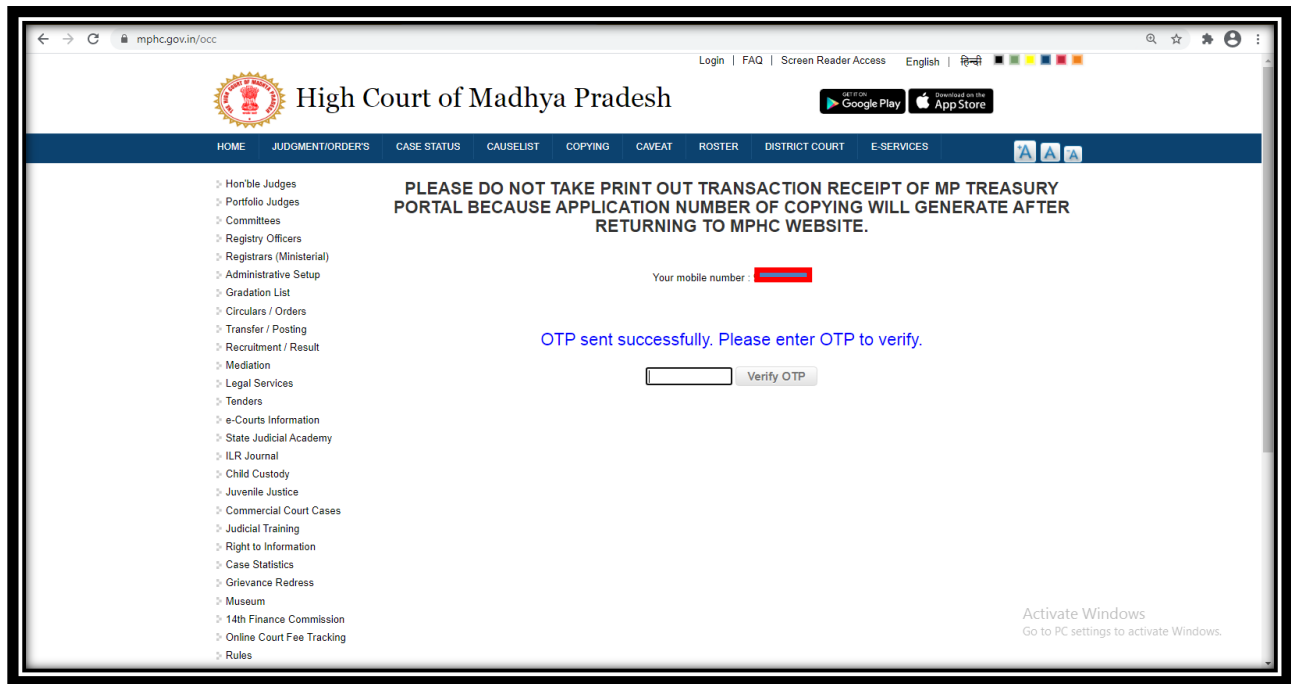 mphc.gov.in/occ
Login | FAQ | Screen Reader Access English | हिन्दी
High Court of Madhya Pradesh
GET IT ON
Google Play
Download on the
App Store
HOME JUDGMENT/ORDER'S CASE STATUS CAUSELIST COPYING CAVEAT ROSTER DISTRICT COURT E-SERVICES
+A A -A
Hon'ble Judges
Portfolio Judges
Committees
Registry Officers
Registrars (Ministerial)
Administrative Setup
Gradation List
Circulars / Orders
Transfer / Posting
Recruitment / Result
Mediation
Legal Services
Tenders
e-Courts Information
State Judicial Academy
ILR Journal
Child Custody
Juvenile Justice
Commercial Court Cases
Judicial Training
Right to Information
Case Statistics
Grievance Redress
Museum
14th Finance Commission
Online Court Fee Tracking
Rules
PLEASE DO NOT TAKE PRINT OUT TRANSACTION RECEIPT OF MP TREASURY
PORTAL BECAUSE APPLICATION NUMBER OF COPYING WILL GENERATE AFTER
RETURNING TO MPHC WEBSITE.
Your mobile number :
OTP sent successfully. Please enter OTP to verify.
Verify OTP
Activate Windows
Go to PC settings to activate Windows.